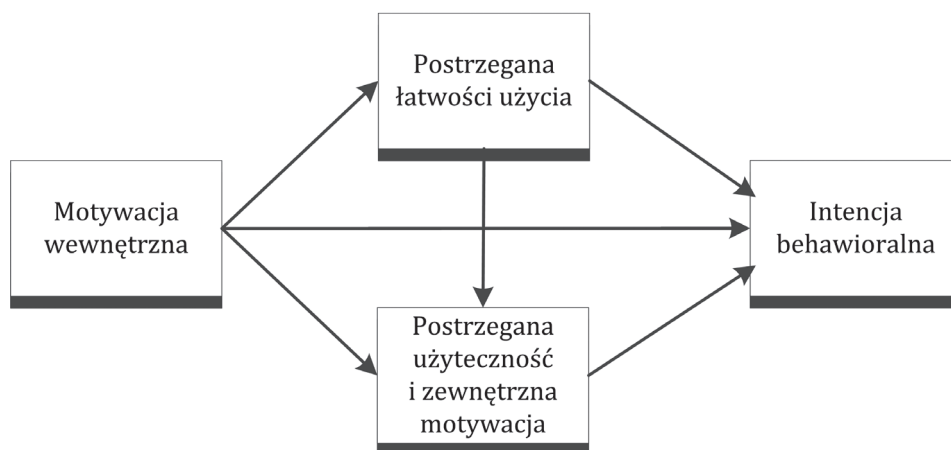 Postrzegana
łatwości użycia
Motywacja
wewnętrzna
Intencja
behawioralna
Postrzegana
użyteczność
i zewnętrzna
motywacja